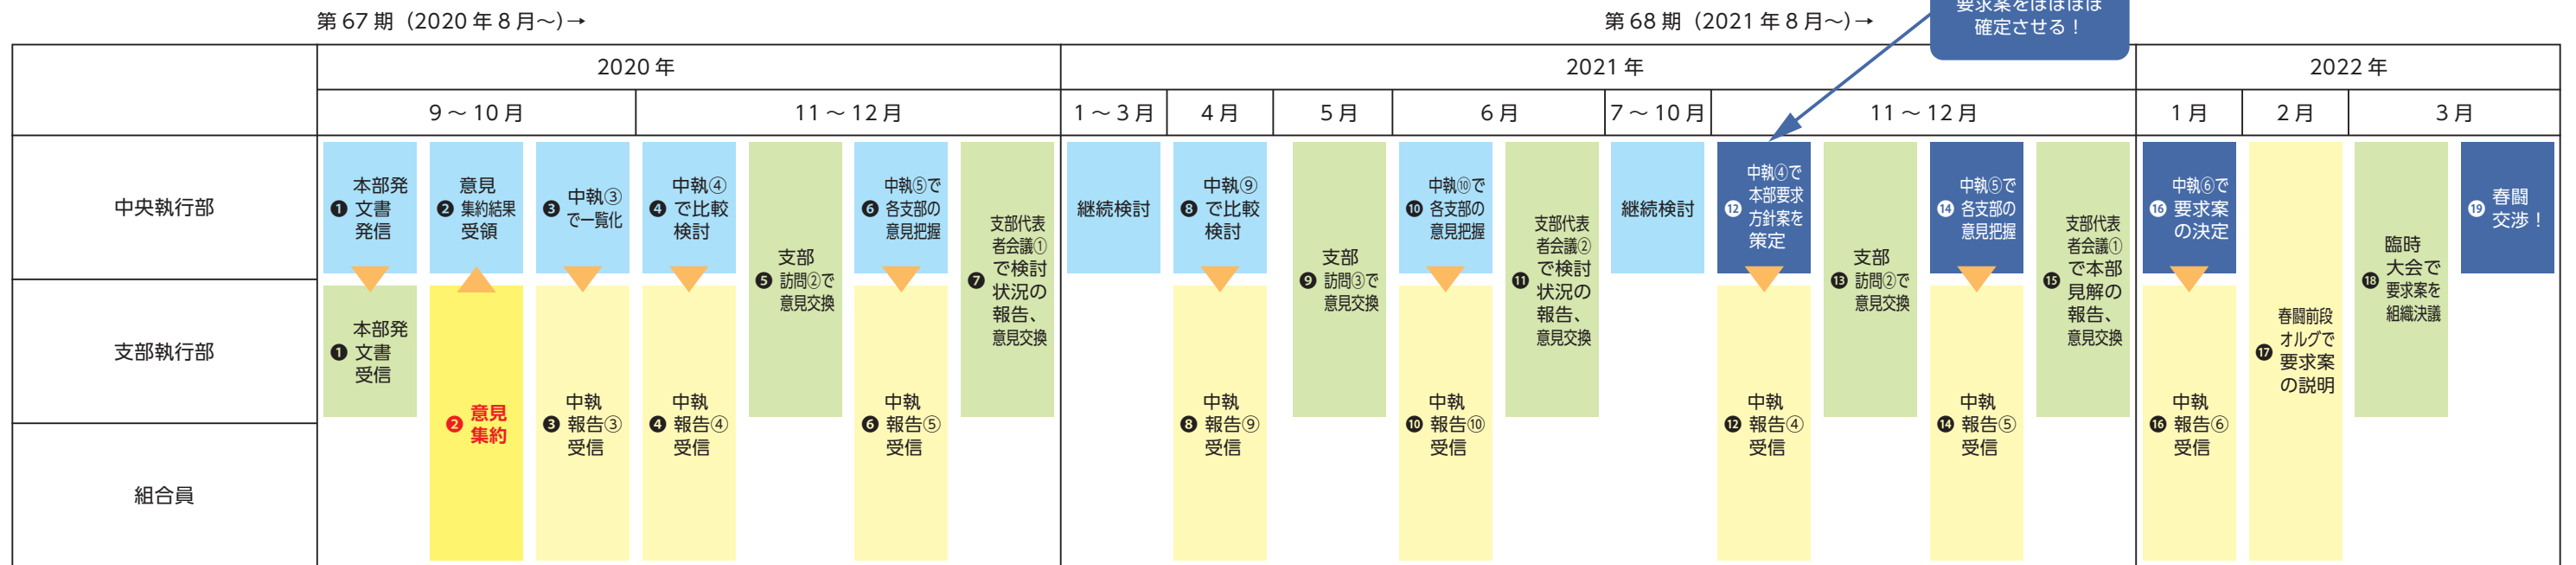 第67期（2020年8月～）→
第68期（2021年8月～）→
要求案をほぼほぼ
確定させる！
2020年
2021年
2022年
9～10月
11～12月
1～3月
4月
5月
6月
7～10月
11～12月
1月
2月
3月
中央執行部
❶ 本部発
文書
発信
❷ 意見
集約結果
受領
❸ 中執③
で一覧化
❹ 中執④
で比較
検討
❺ 支部
訪問②で
意見交換
❻ 中執⑤で
各支部の
意見把握
❼ 支部代表
者会議①
で検討
状況の
報告、
意見交換
継続検討
❽ 中執⑨
で比較
検討
❾ 支部
訪問③で
意見交換
❿ 中執⑩で
各支部の
意見把握
⓫ 支部代表
者会議②
で検討
状況の
報告、
意見交換
継続検討
⓬ 中執④で
本部要求
方針案を
策定
⓭ 支部
訪問②で
意見交換
⓮ 中執⑤で
各支部の
意見把握
⓯ 支部代表
者会議①
で本部
見解の
報告、
意見交換
⓰ 中執⑥で
要求案
の決定
⓱ 春闘前段
オルグで
要求案
の説明
⓲ 臨時
大会で
要求案を
組織決議
⓳ 春闘
交渉！
支部執行部
❶ 本部発
文書
受信
❷ 意見
集約
❸ 中執
報告③
受信
❹ 中執
報告④
受信
❻ 中執
報告⑤
受信
❽ 中執
報告⑨
受信
❿ 中執
報告⑩
受信
⓬ 中執
報告④
受信
⓮ 中執
報告⑤
受信
⓰ 中執
報告⑥
受信
組合員